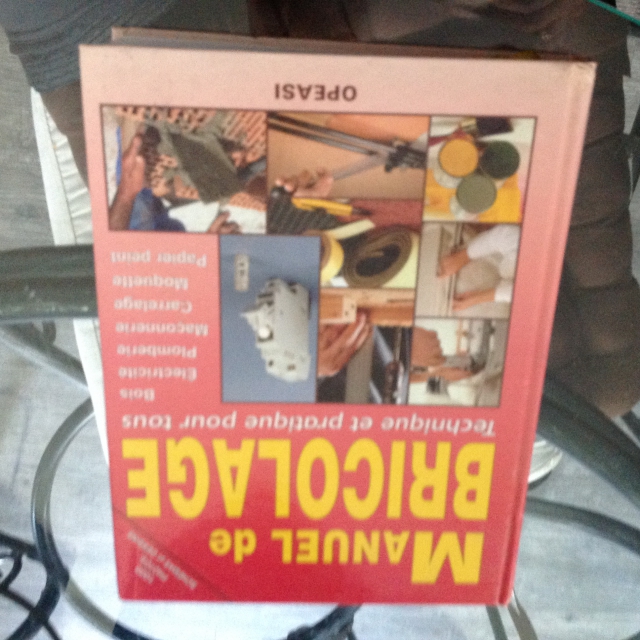 MANUEL de
BRICOLAGE
Technique et pratique pour tous
Bois
Electricité
Plomberie
Maçonnerie
Carrelage
Moquette
Papier peint
OPEASI